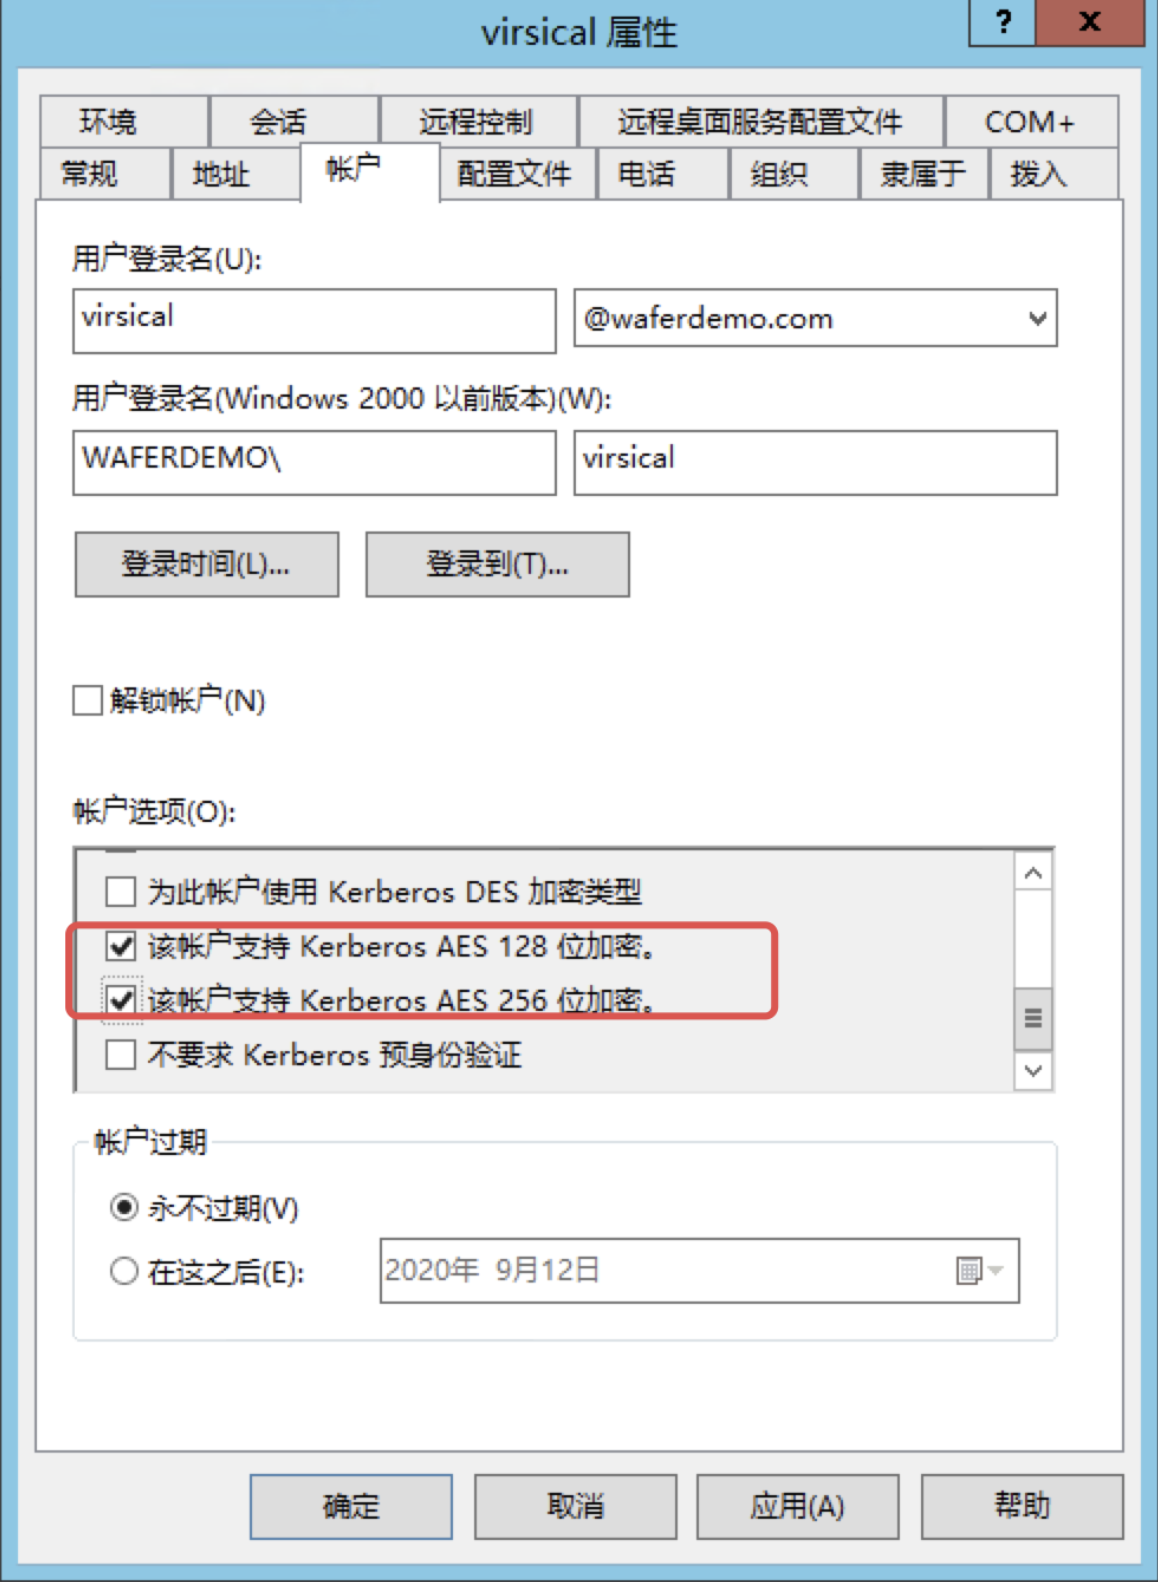 virsical 属性
?
x
环境 会话 远程控制 远程桌面服务配置文件 COM+
常规 地址 帐户 配置文件 电话 组织 隶属于 拨入
用户登录名(U):
virsical @waferdemo.com
用户登录名(Windows 2000 以前版本)(W):
WAFERDEMO\ virsical
登录时间(L)... 登录到(T)...
解锁帐户(N)
帐户选项(O):
为此帐户使用 Kerberos DES 加密类型
该帐户支持 Kerberos AES 128 位加密。
该帐户支持 Kerberos AES 256 位加密。
不要求 Kerberos 预身份验证
帐户过期
永不过期(V)
在这之后(E): 2020年 9月12日
确定 取消 应用(A) 帮助